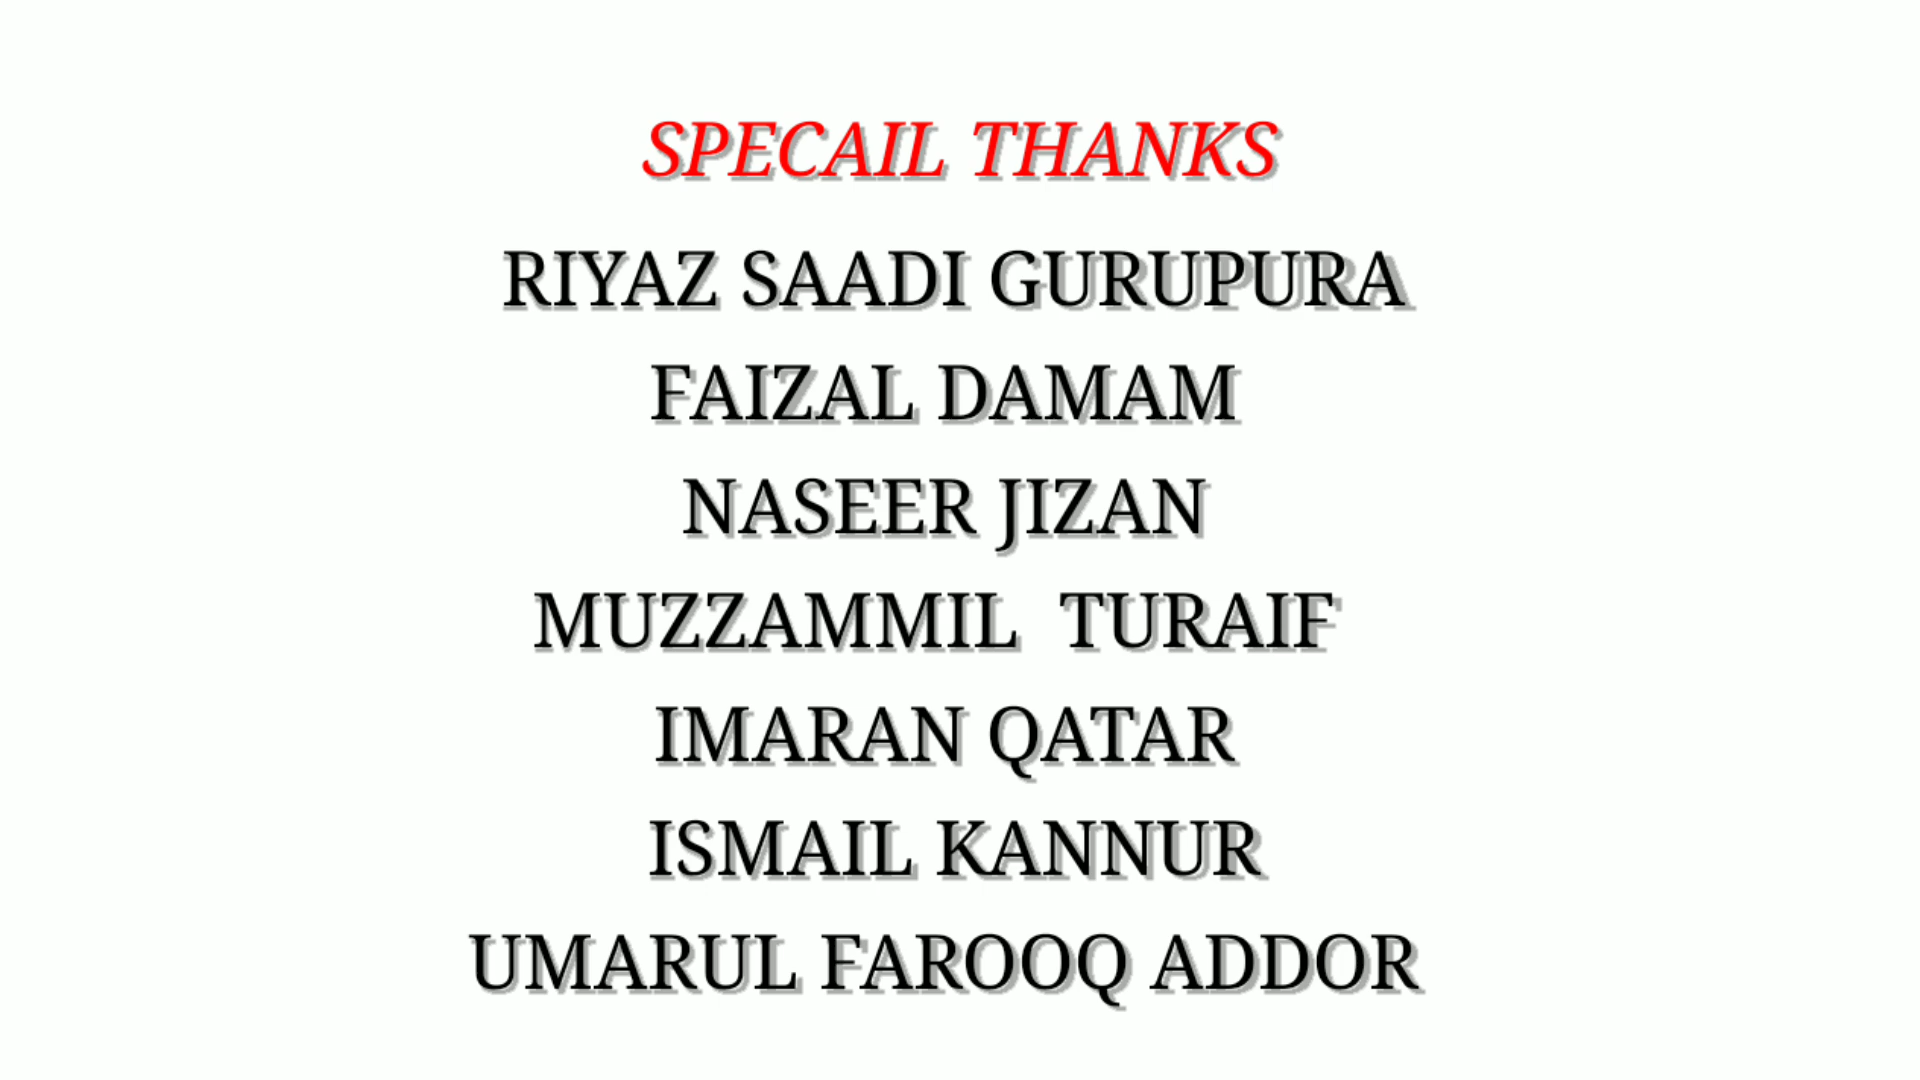 SPECAIL THANKS
RIYAZ SAADI GURUPURA
FAIZAL DAMAM
NASEER JIZAN
MUZZAMMIL  TURAIF
IMARAN QATAR
ISMAIL KANNUR
UMARUL FAROOQ ADDOR